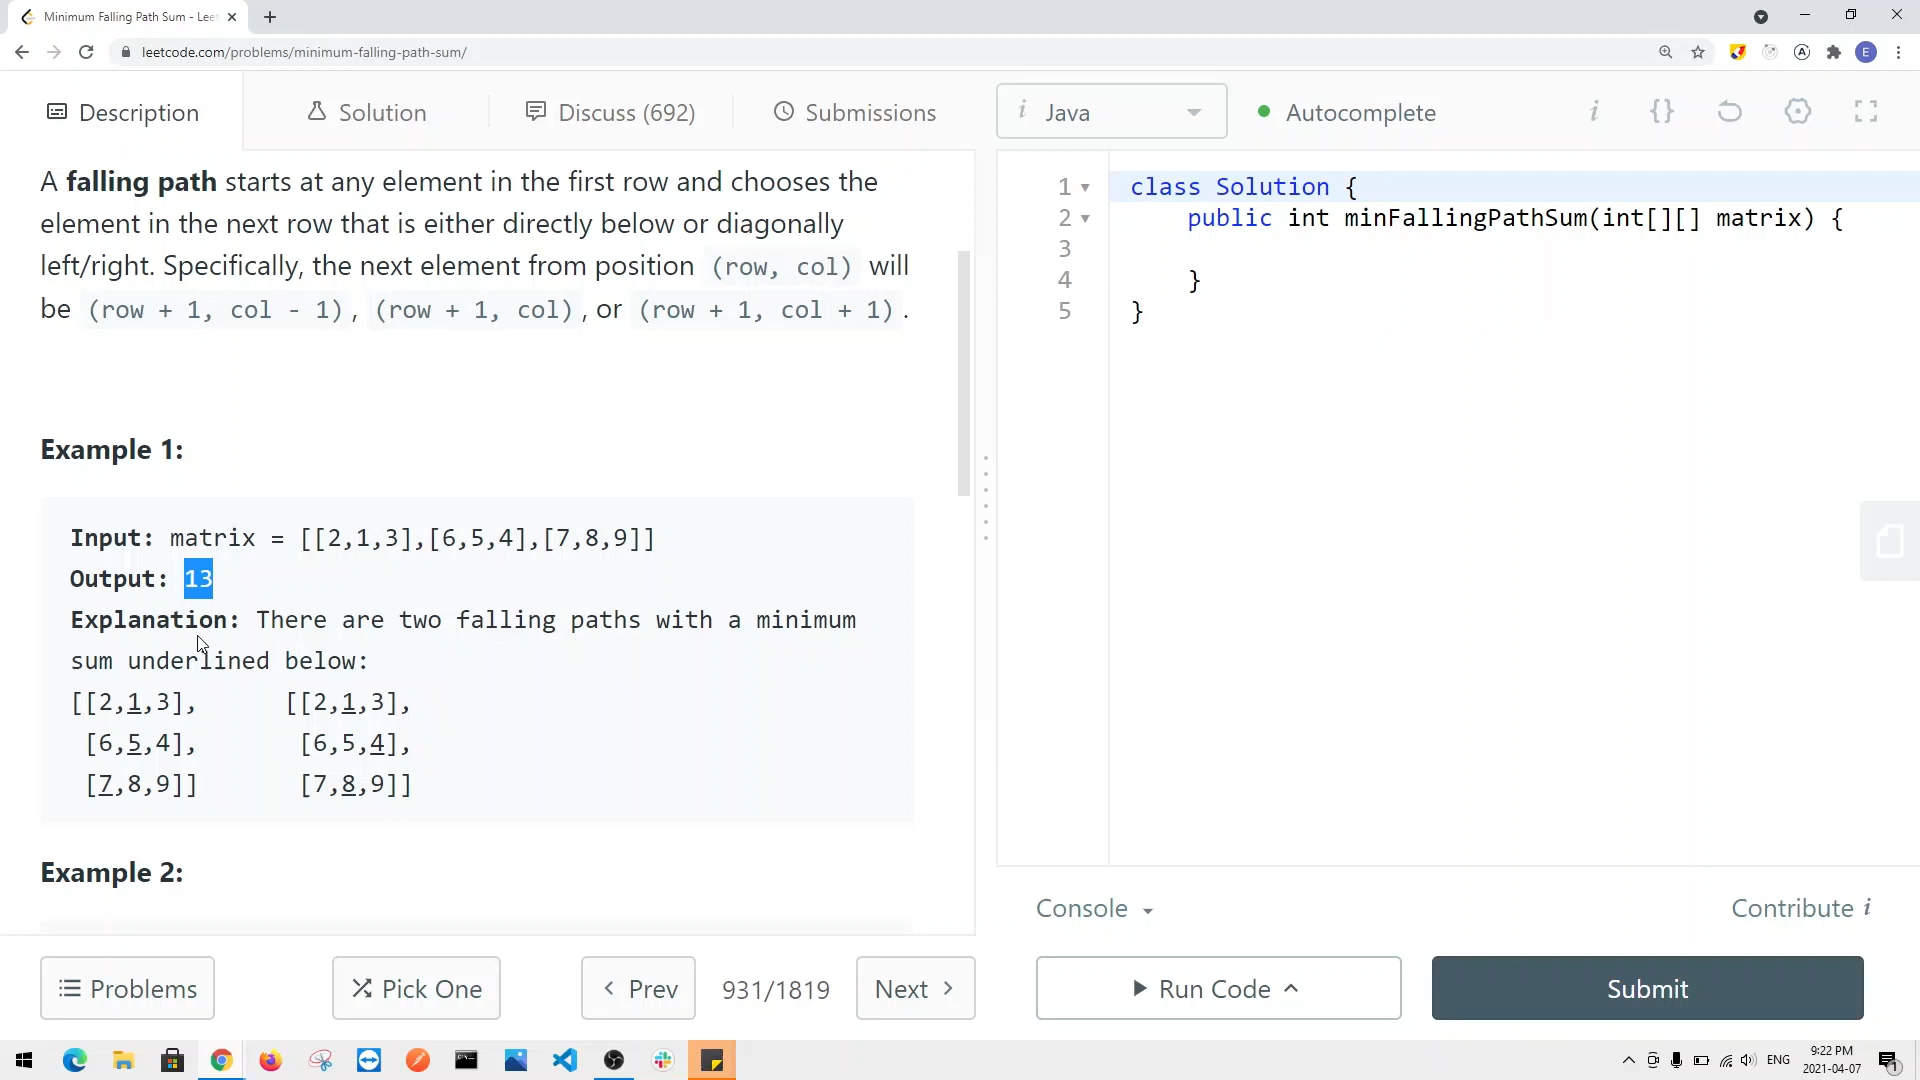 Minimum Falling Path Sum - Leet
leetcode.com/problems/minimum-falling-path-sum/
E
Description
Solution
Discuss (692)
Submissions
i Java
Autocomplete
i {}
A falling path starts at any element in the first row and chooses the
element in the next row that is either directly below or diagonally
left/right. Specifically, the next element from position (row, col) will
be (row + 1, col - 1), (row + 1, col), or (row + 1, col + 1).
Example 1:
Input: matrix = [[2,1,3],[6,5,4],[7,8,9]]
Output: 13
Explanation: There are two falling paths with a minimum
sum underlined below:
[[2,1,3], [[2,1,3],
[6,5,4], [6,5,4],
[7,8,9]] [7,8,9]]
Example 2:
1 class Solution {
2 public int minFallingPathSum(int[][] matrix) {
3
4 }
5 }
Console
Contribute i
Problems
Pick One
Prev
931/1819
Next
Run Code
Submit
ENG
9:22 PM
2021-04-07
1